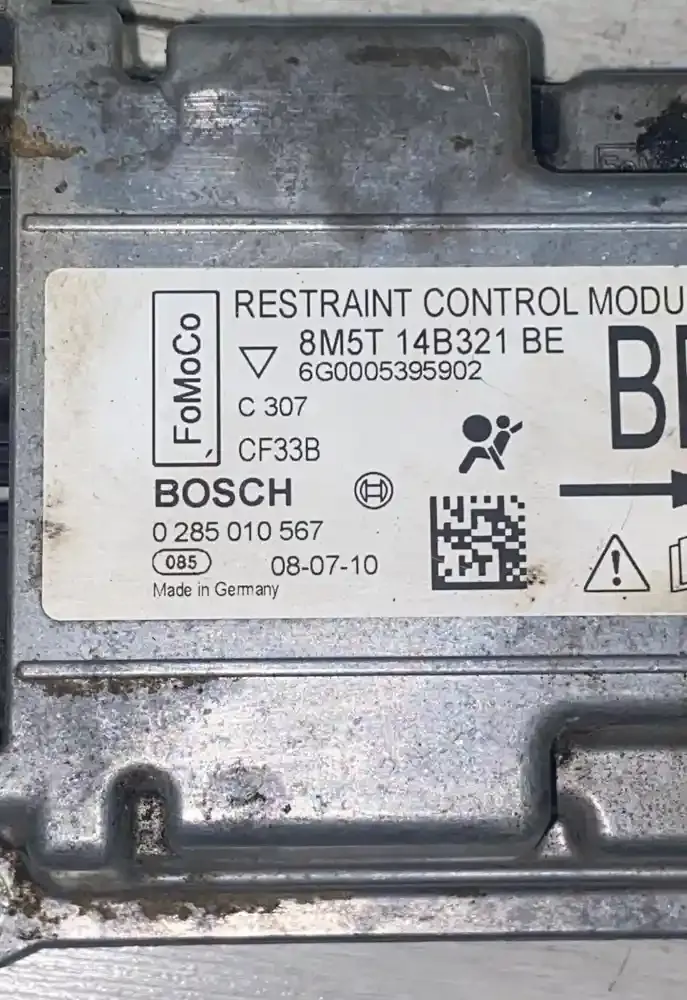 RESTRAINT CONTROL MODU
FoMoCo
8M5T 14B321 BE
6G0005395902
C 307
CF33B
BOSCH
0 285 010 567
085
08-07-10
Made in Germany